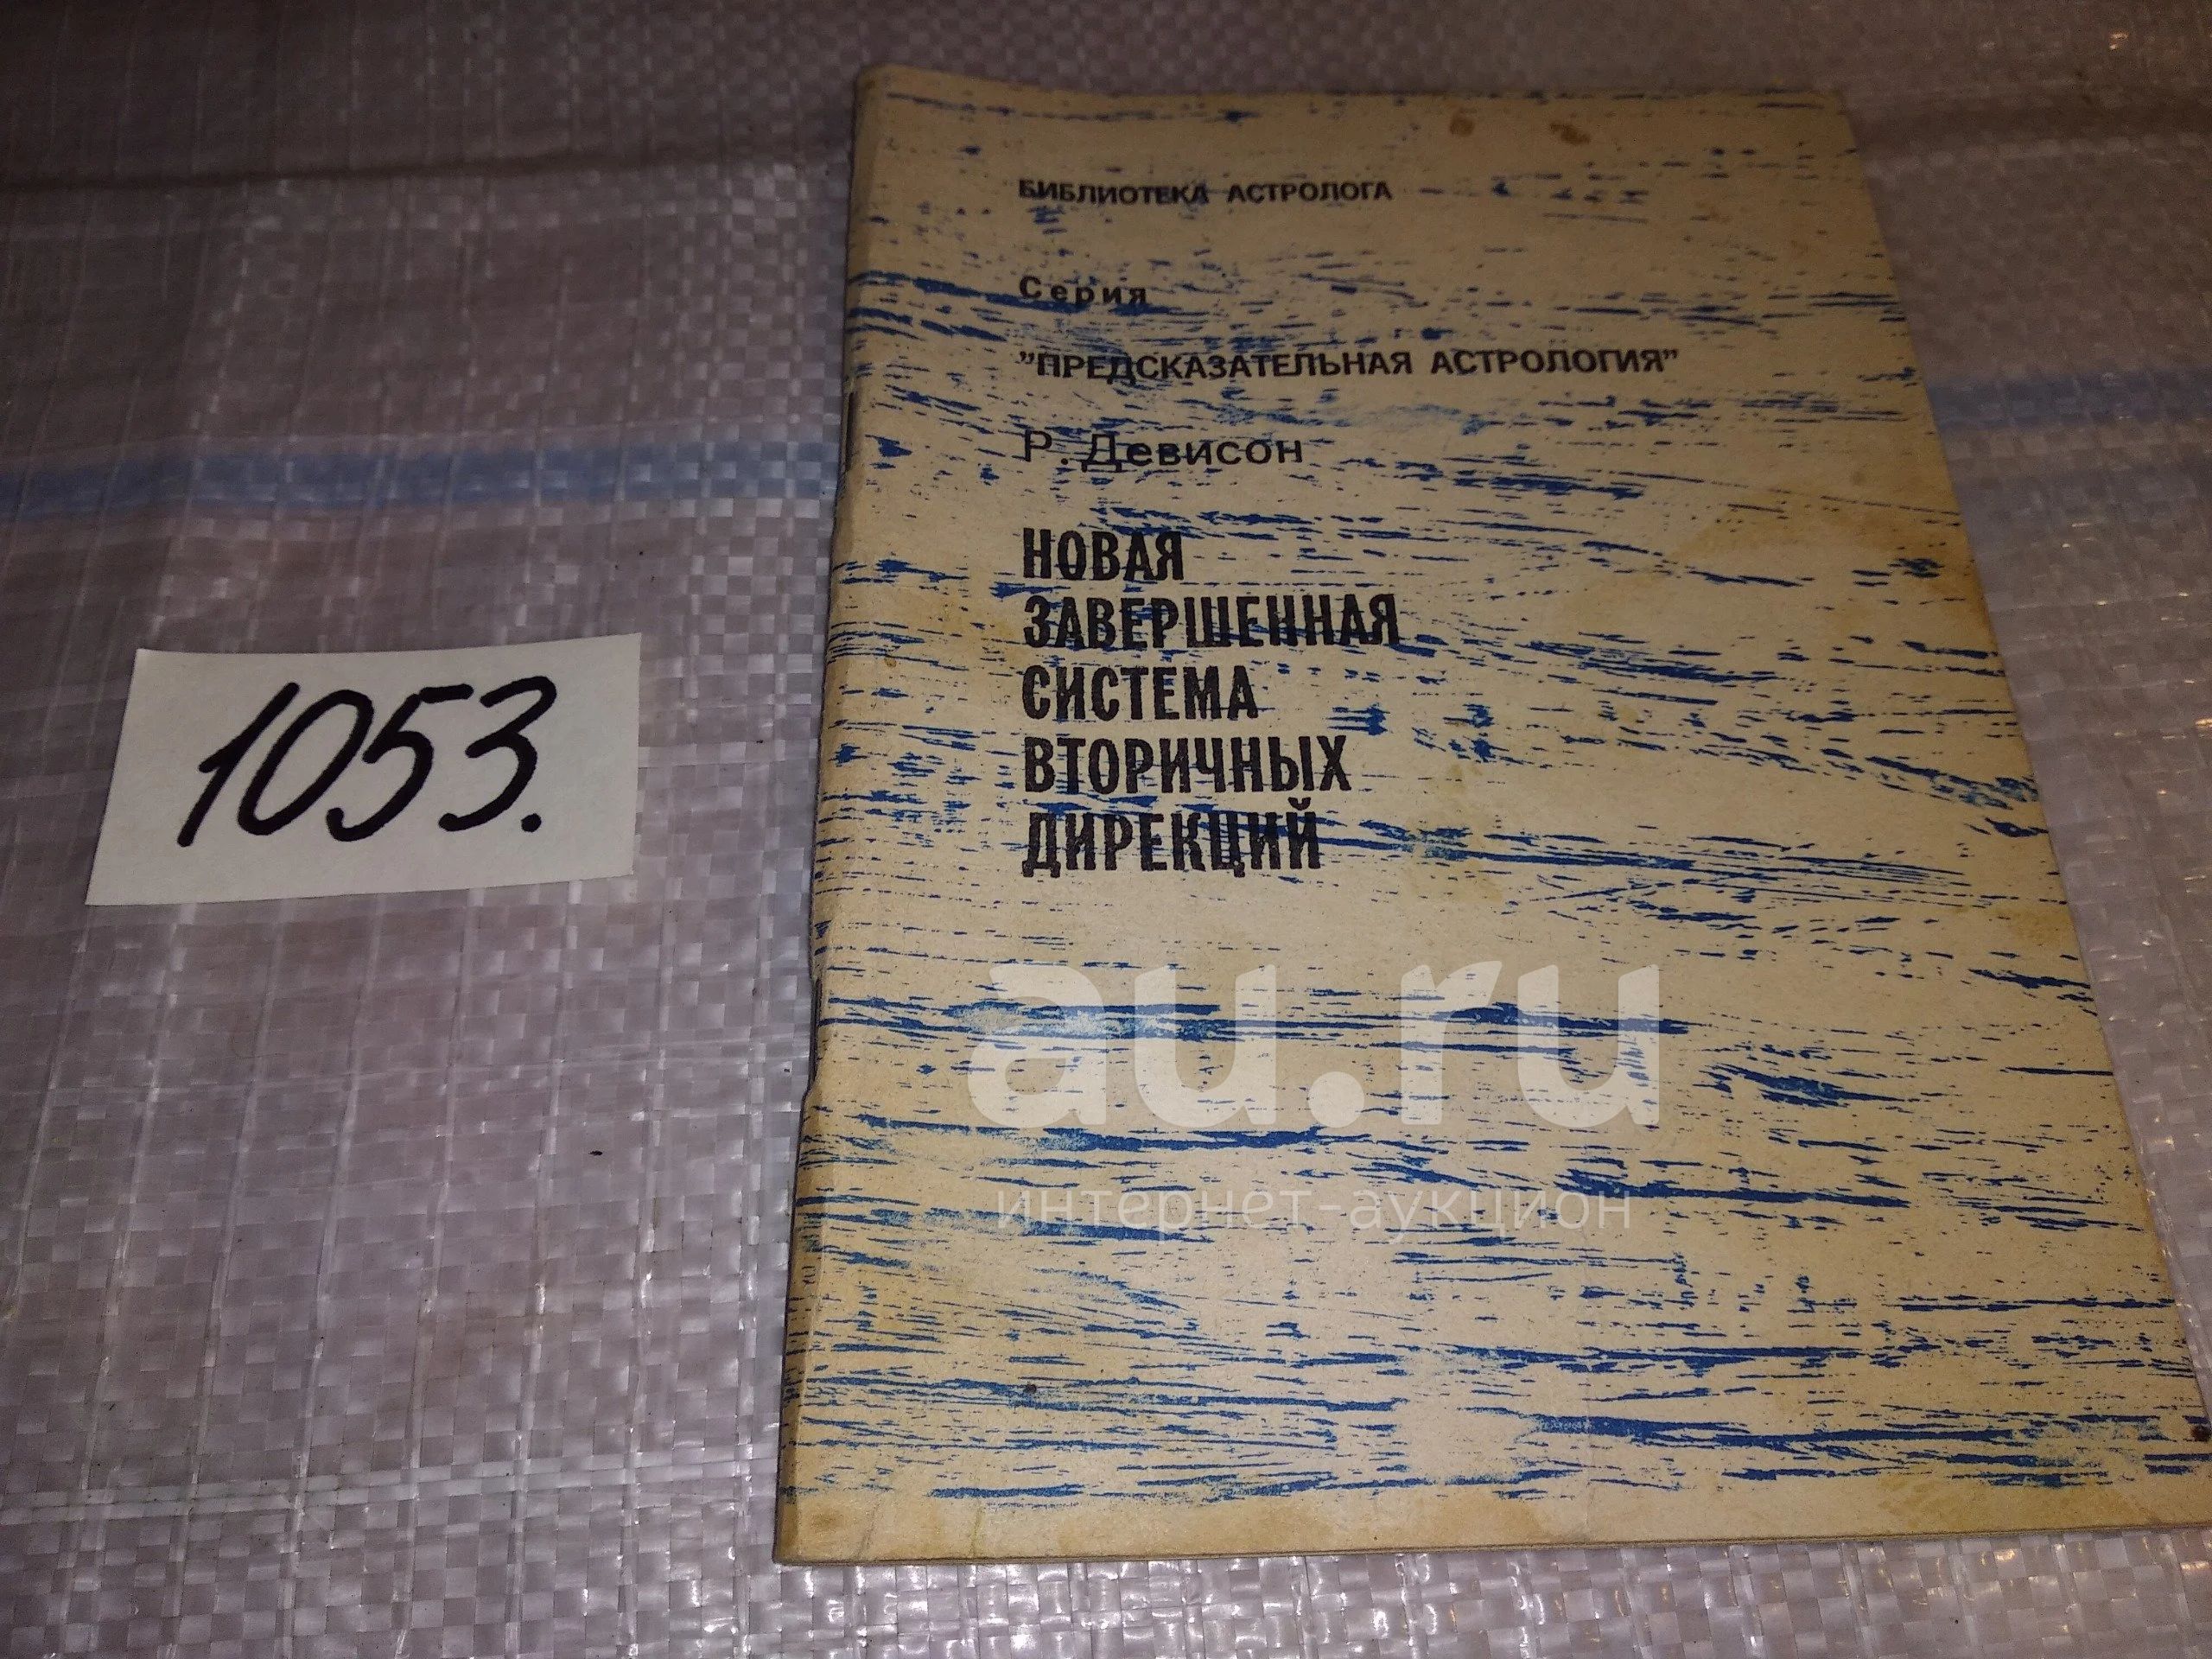 БИБЛИОТЕКА АСТРОЛОГА
Серия
"ПРЕДСКАЗАТЕЛЬНАЯ АСТРОЛОГИЯ"
Р. Девисон
НОВАЯ
ЗАВЕРШЕННАЯ
СИСТЕМА
ВТОРИЧНЫХ
ДИРЕКЦИЙ
1053.
au.ru
интернет-аукцион